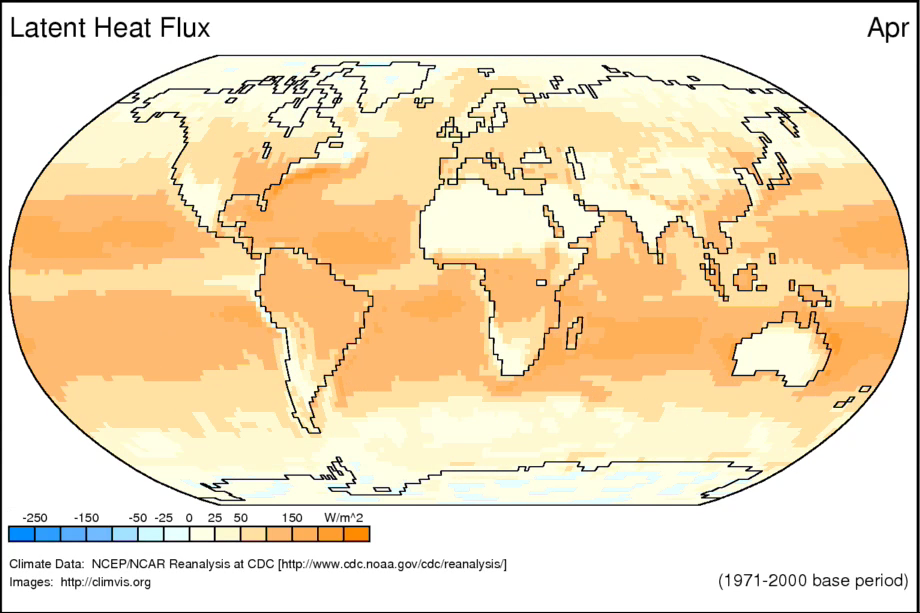 Latent Heat Flux
Apr
-250 -150 -50 -25 0 25 50 150 W/m^2
Climate Data: NCEP/NCAR Reanalysis at CDC [http://www.cdc.noaa.gov/cdc/reanalysis/]
Images: http://climvis.org
(1971-2000 base period)